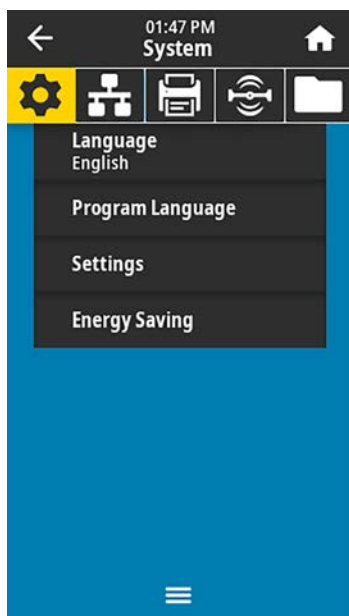 01:47 PM
System
Language
English
Program Language
Settings
Energy Saving